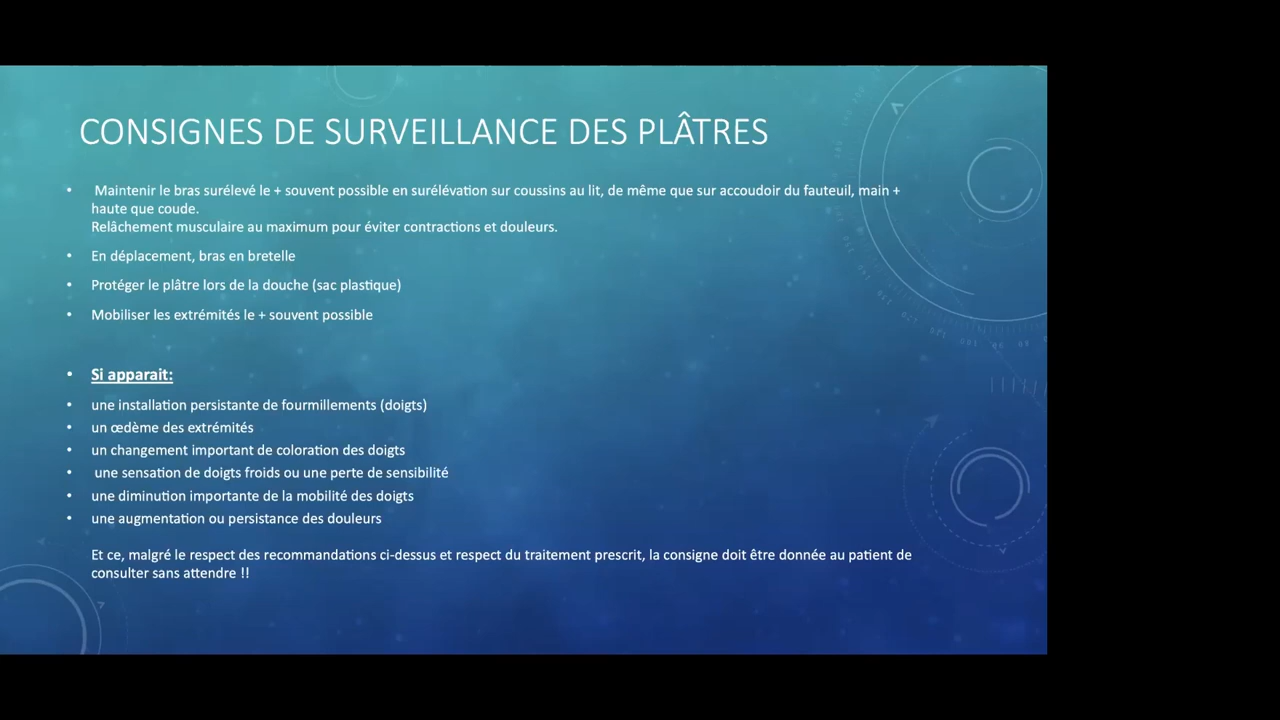 CONSIGNES DE SURVEILLANCE DES PLÂTRES
• Maintenir le bras surélevé le + souvent possible en surélévation sur coussins au lit, de même que sur accoudoir du fauteuil, main +
haute que coude.
Relâchement musculaire au maximum pour éviter contractions et douleurs.
• En déplacement, bras en bretelle
• Protéger le plâtre lors de la douche (sac plastique)
• Mobiliser les extrémités le + souvent possible
• Si apparait:
• une installation persistante de fourmillements (doigts)
• un œdème des extrémités
• un changement important de coloration des doigts
• une sensation de doigts froids ou une perte de sensibilité
• une diminution importante de la mobilité des doigts
• une augmentation ou persistance des douleurs
Et ce, malgré le respect des recommandations ci-dessus et respect du traitement prescrit, la consigne doit être donnée au patient de
consulter sans attendre !!